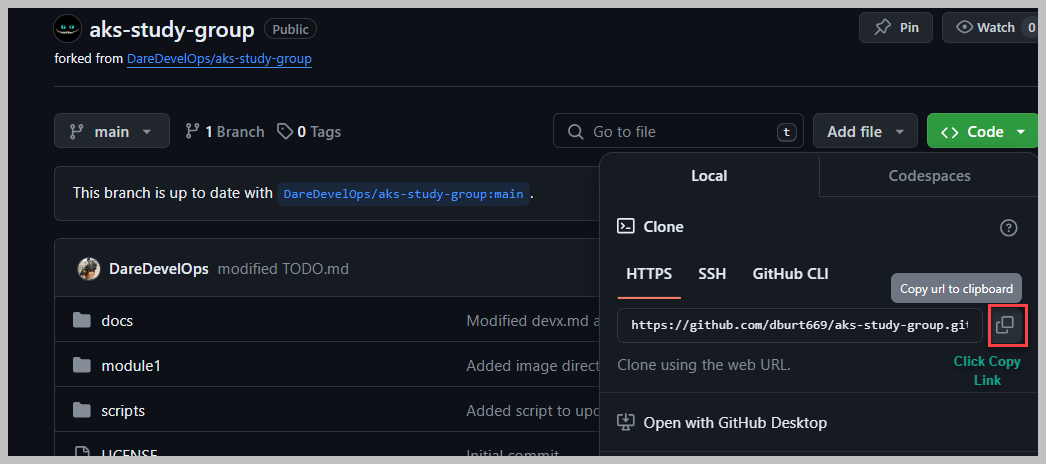 aks-study-group Public
Pin
Watch 0
forked from DareDevelOps/aks-study-group
main
1 Branch
0 Tags
Go to file
t
Add file
Code
This branch is up to date with DareDevelOps/aks-study-group:main.
Local
Codespaces
Clone
HTTPS
SSH
GitHub CLI
Copy url to clipboard
https://github.com/dburt669/aks-study-group.git
Click Copy
Link
Clone using the web URL.
Open with GitHub Desktop
DareDevelOps modified TODO.md
docs
Modified devx.md a
module1
Added image direct
scripts
Added script to upd
LICENSE
Initial commit